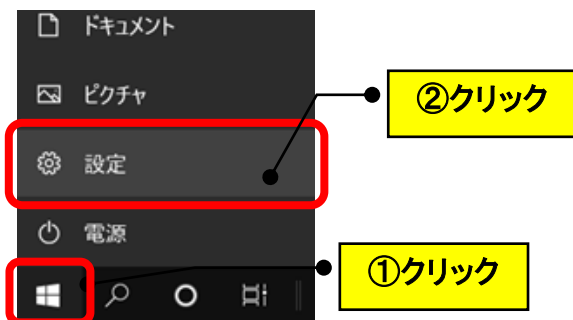 ドキュメント
ピクチャ
②クリック
設定
電源
①クリック